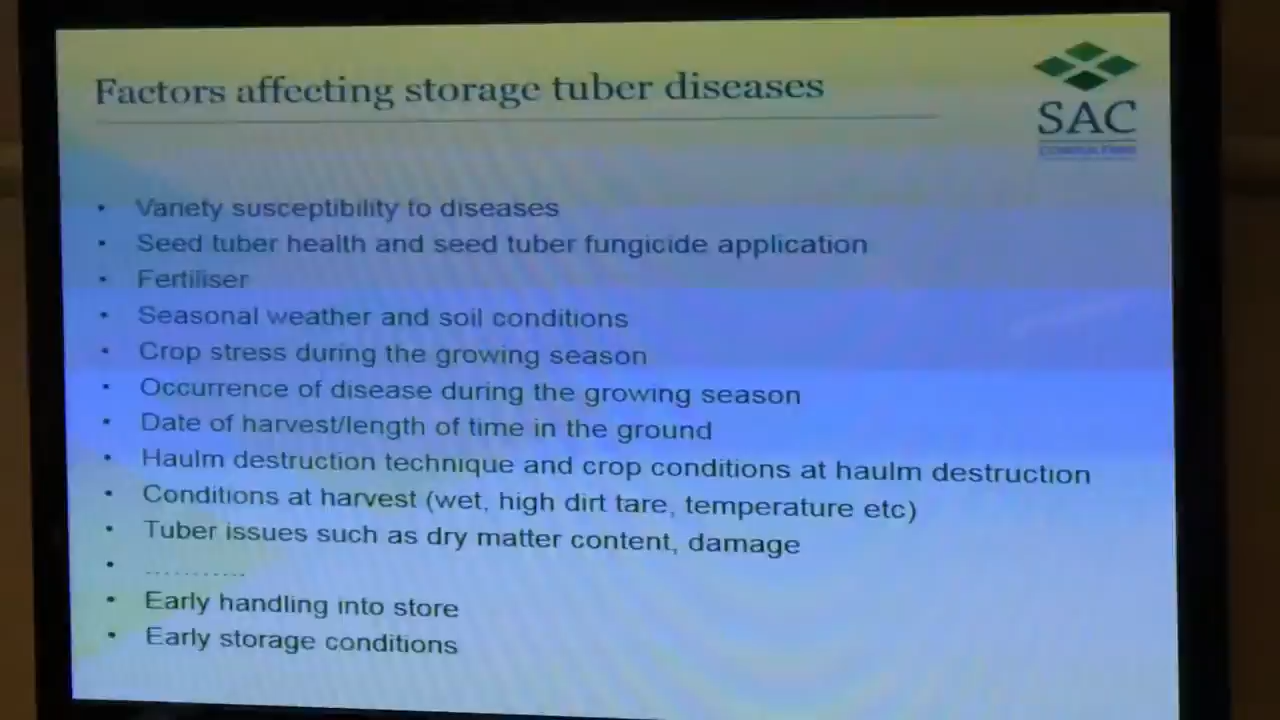 Factors affecting storage tuber diseases
SAC
CONSULTING
• Variety susceptibility to diseases
• Seed tuber health and seed tuber fungicide application
• Fertiliser
• Seasonal weather and soil conditions
• Crop stress during the growing season
• Occurrence of disease during the growing season
• Date of harvest/length of time in the ground
• Haulm destruction technique and crop conditions at haulm destruction
• Conditions at harvest (wet, high dirt tare, temperature etc)
• Tuber issues such as dry matter content, damage
• ...........
• Early handling into store
• Early storage conditions